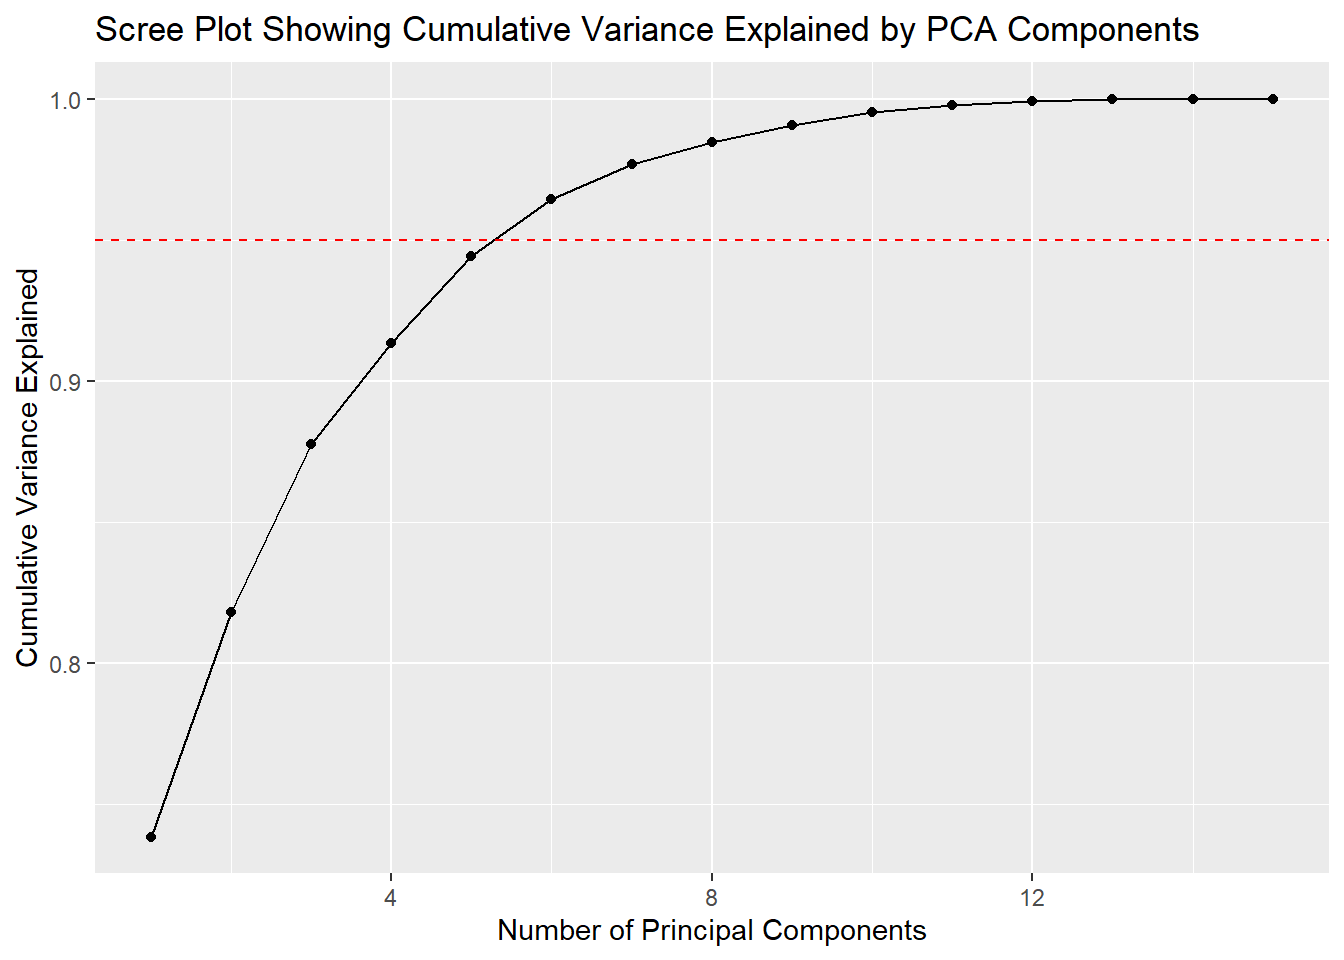 Scree Plot Showing Cumulative Variance Explained by PCA Components
1.0
0.9
0.8
Cumulative Variance Explained
4 8 12
Number of Principal Components